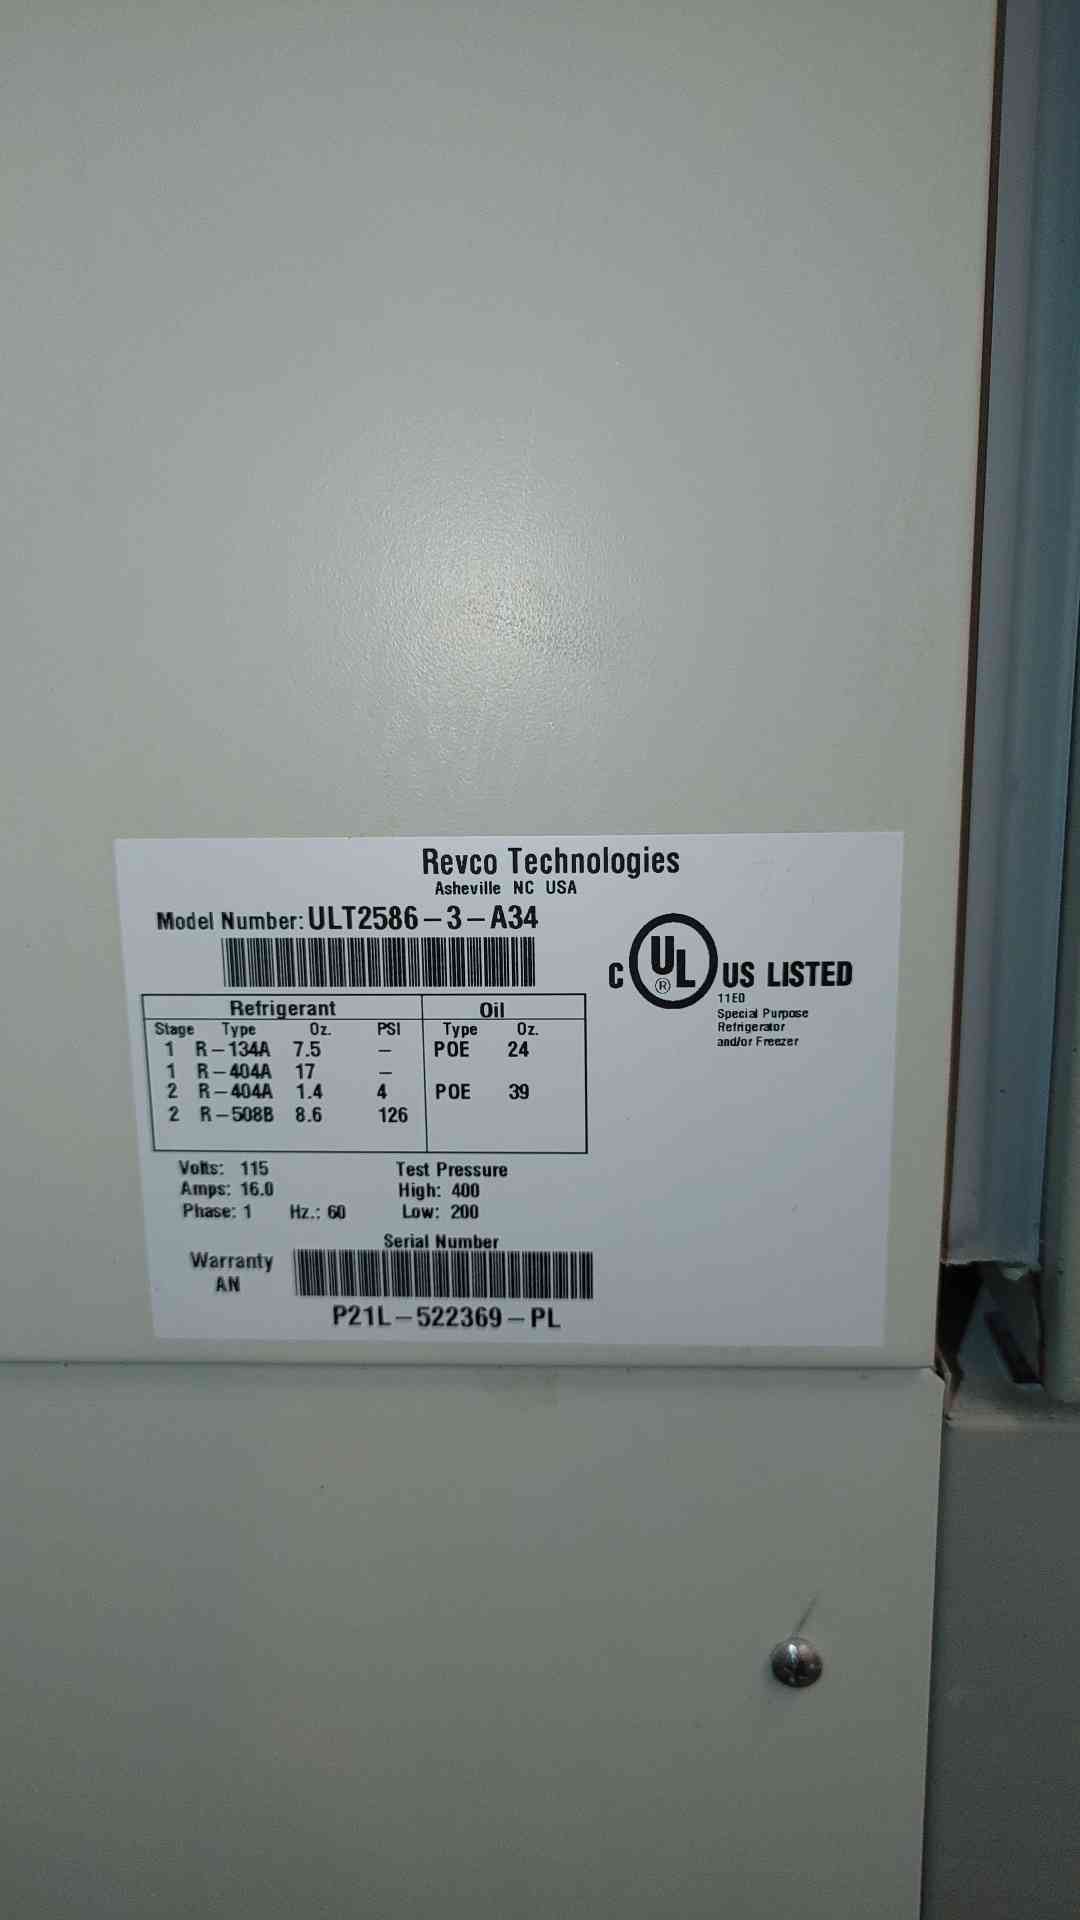 Revco Technologies
Asheville NC USA
Model Number: ULT2586-3-A34
C UL ® US LISTED
11ED
Special Purpose
Refrigerator
and/or Freezer
Refrigerant Oil
Stage Type Oz. PSI Type Oz.
1 R-134A 7.5 – POE 24
1 R-404A 17 –
2 R-404A 1.4 4 POE 39
2 R-508B 8.6 126
Volts: 115 Test Pressure
Amps: 16.0 High: 400
Phase: 1 Hz.: 60 Low: 200
Serial Number
Warranty
AN
P21L-522369-PL